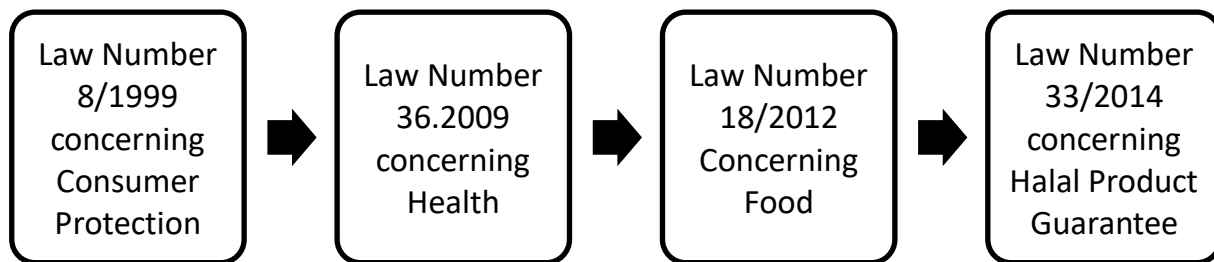 Law Number
8/1999
concerning
Consumer
Protection
Law Number
36.2009
concerning
Health
Law Number
18/2012
Concerning
Food
Law Number
33/2014
concerning
Halal Product
Guarantee